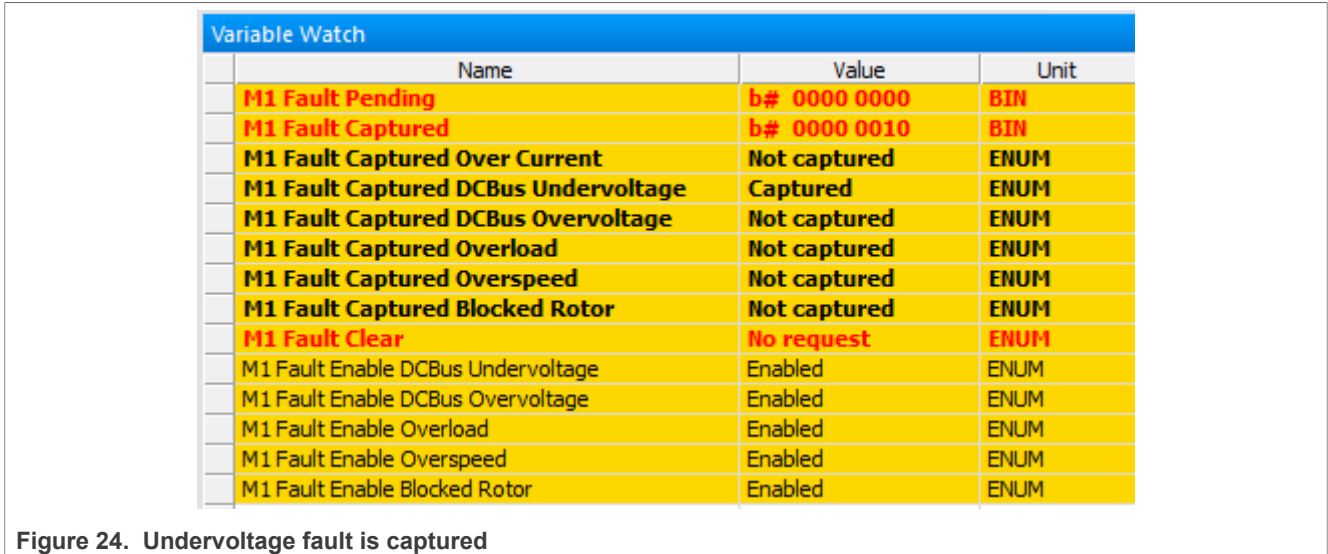 Variable Watch
Name Value Unit
M1 Fault Pending b# 0000 0000 BIN
M1 Fault Captured b# 0000 0010 BIN
M1 Fault Captured Over Current Not captured ENUM
M1 Fault Captured DCBus Undervoltage Captured ENUM
M1 Fault Captured DCBus Overvoltage Not captured ENUM
M1 Fault Captured Overload Not captured ENUM
M1 Fault Captured Overspeed Not captured ENUM
M1 Fault Captured Blocked Rotor Not captured ENUM
M1 Fault Clear No request ENUM
M1 Fault Enable DCBus Undervoltage Enabled ENUM
M1 Fault Enable DCBus Overvoltage Enabled ENUM
M1 Fault Enable Overload Enabled ENUM
M1 Fault Enable Overspeed Enabled ENUM
M1 Fault Enable Blocked Rotor Enabled ENUM
Figure 24. Undervoltage fault is captured